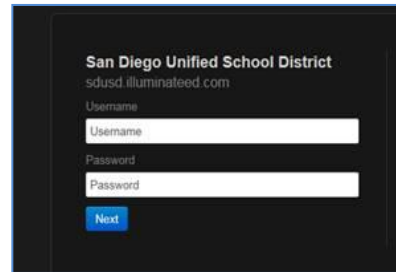 San Diego Unified School District
sdusd.illuminateed.com
Username
Username
Password
Password
Next